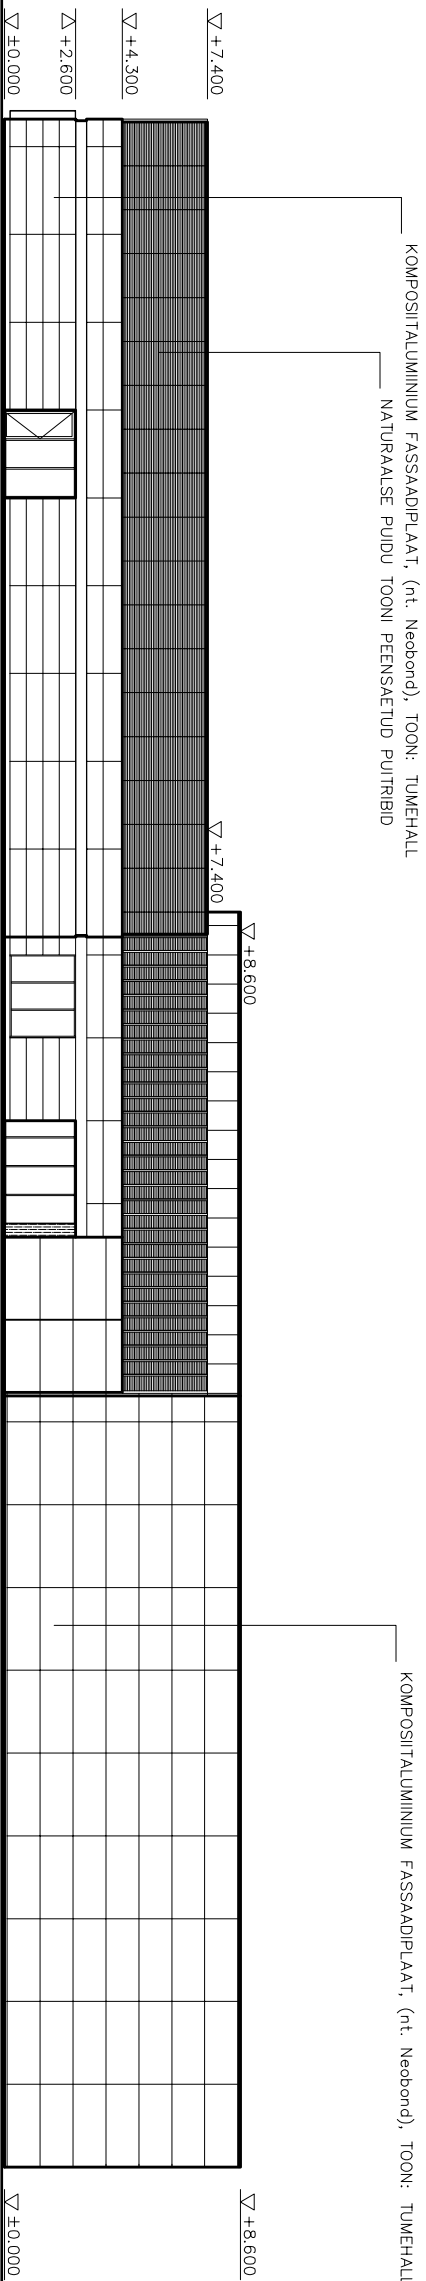 KOMPOSIITALUMIINIUM FASSAADIPLAAT, (nt. Neobond), TOON: TUMEHALL
NATURAALSE PUIDU TOONI PEENSAETUD PUITRIBID
KOMPOSIITALUMIINIUM FASSAADIPLAAT, (nt. Neobond), TOON: TUMEHALL
+8.600
+8.600
+7.400
+7.400
+4.300
+2.600
±0.000
±0.000